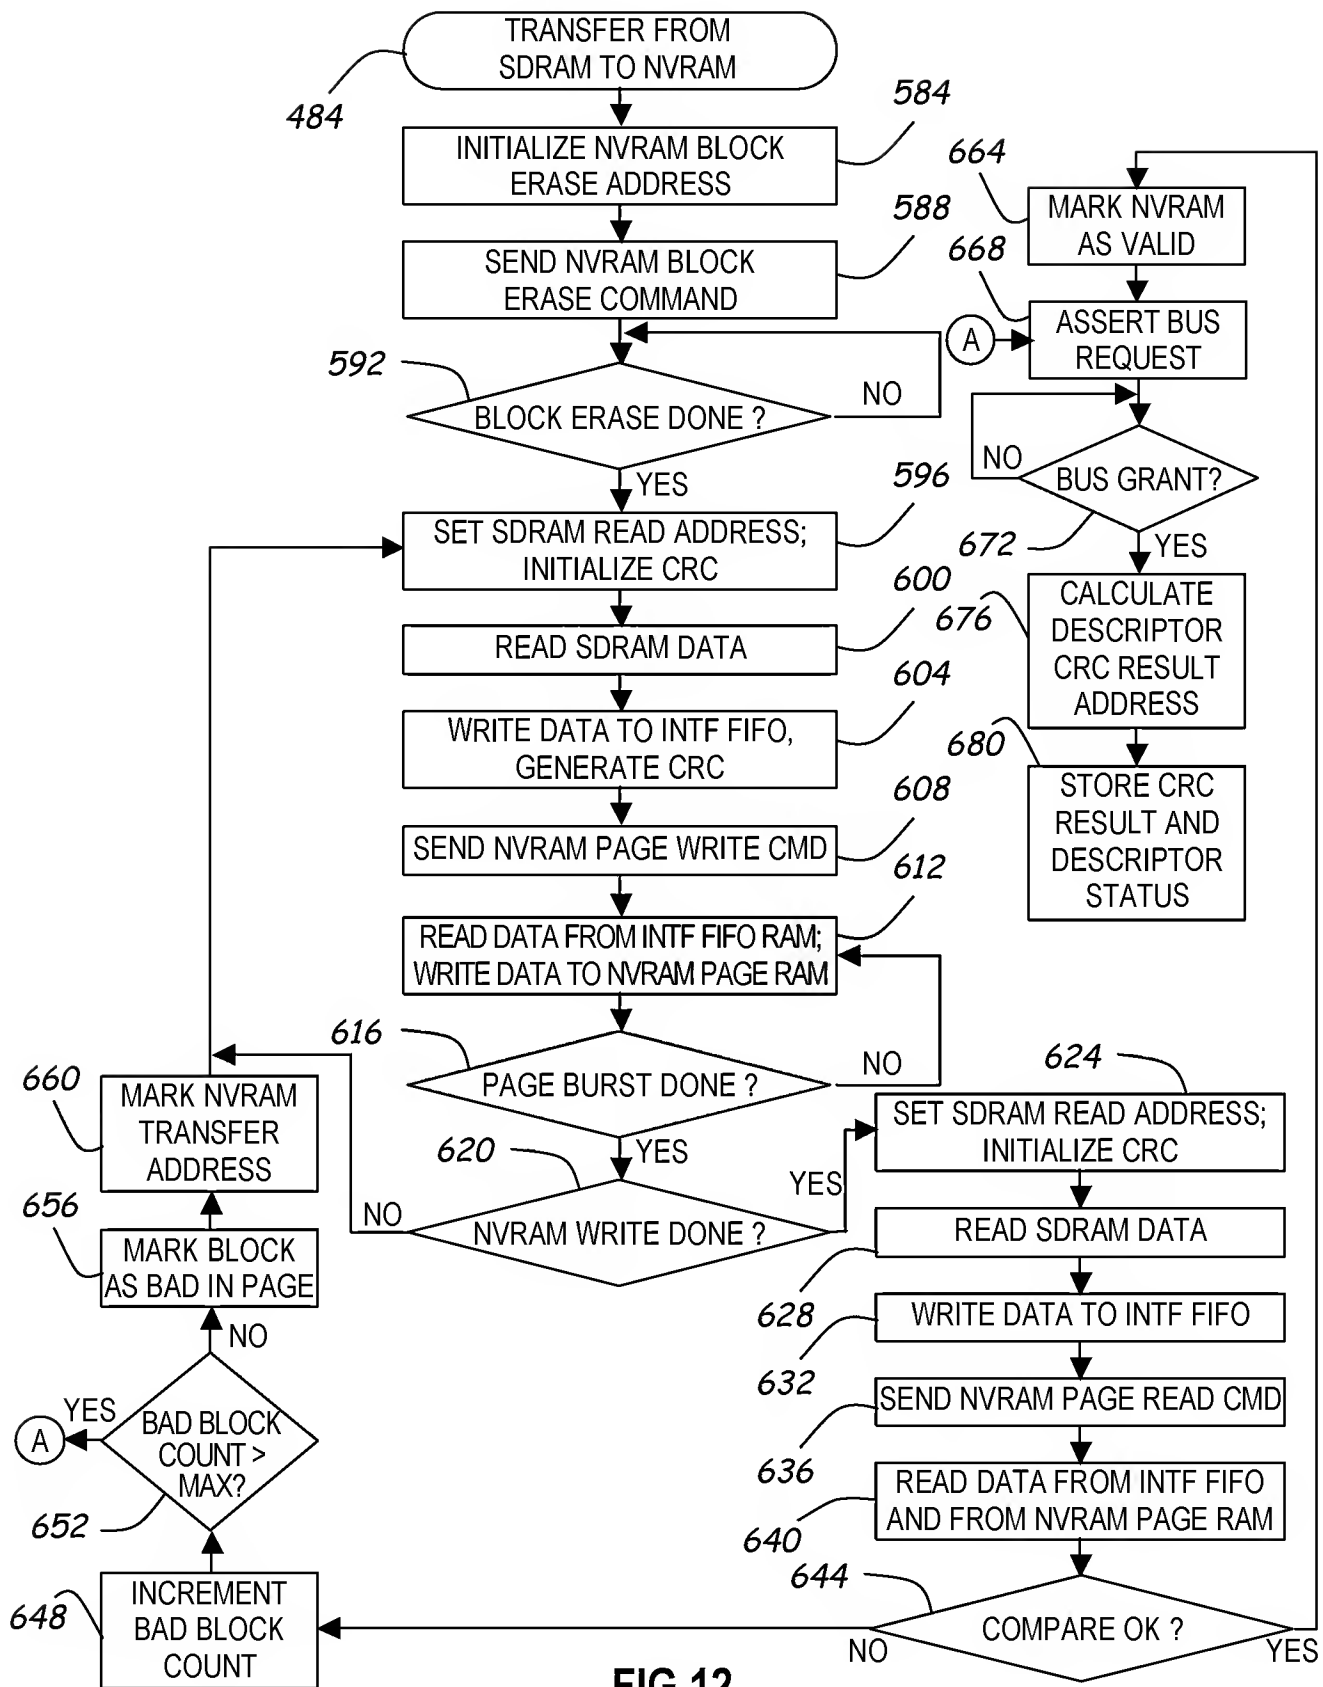 TRANSFER FROM
SDRAM TO NVRAM
484
INITIALIZE NVRAM BLOCK
ERASE ADDRESS
584
SEND NVRAM BLOCK
ERASE COMMAND
588
BLOCK ERASE DONE ?
592
NO
YES
SET SDRAM READ ADDRESS;
INITIALIZE CRC
596
READ SDRAM DATA
600
WRITE DATA TO INTF FIFO,
GENERATE CRC
604
SEND NVRAM PAGE WRITE CMD
608
READ DATA FROM INTF FIFO RAM;
WRITE DATA TO NVRAM PAGE RAM
612
PAGE BURST DONE ?
616
NO
YES
NVRAM WRITE DONE ?
620
NO
YES
SET SDRAM READ ADDRESS;
INITIALIZE CRC
624
READ SDRAM DATA
628
WRITE DATA TO INTF FIFO
632
SEND NVRAM PAGE READ CMD
636
READ DATA FROM INTF FIFO
AND FROM NVRAM PAGE RAM
640
COMPARE OK ?
644
NO
YES
INCREMENT
BAD BLOCK
COUNT
648
BAD BLOCK
COUNT >
MAX?
652
YES
A
NO
MARK BLOCK
AS BAD IN PAGE
656
MARK NVRAM
TRANSFER
ADDRESS
660
MARK NVRAM
AS VALID
664
ASSERT BUS
REQUEST
668
A
BUS GRANT?
672
NO
YES
CALCULATE
DESCRIPTOR
CRC RESULT
ADDRESS
676
STORE CRC
RESULT AND
DESCRIPTOR
STATUS
680
FIG.12